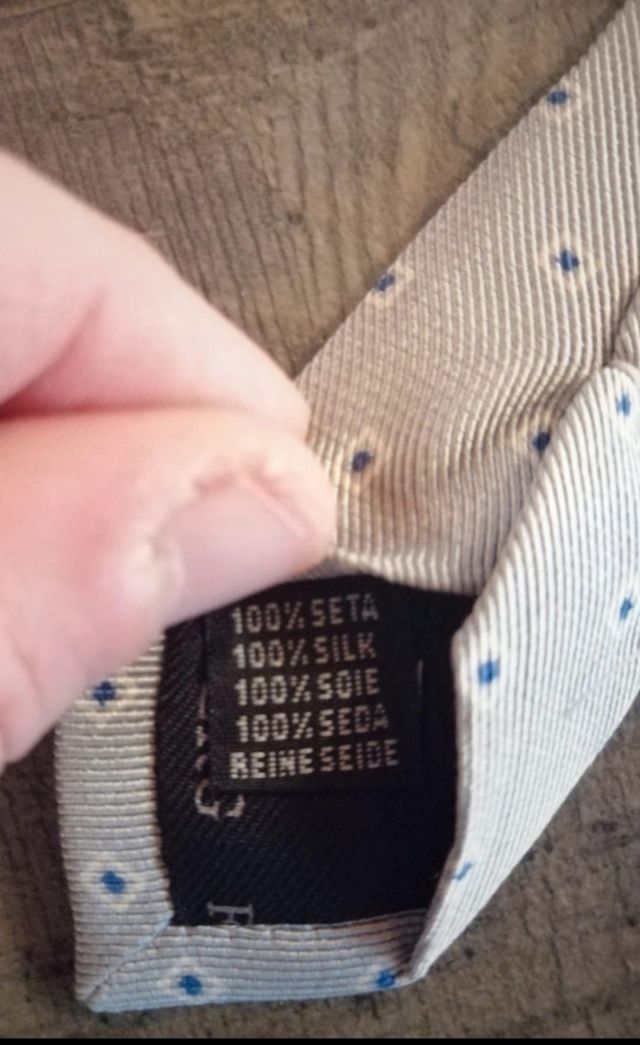 100% SETA
100% SILK
100% SOIE
100% SEDA
REINE SEIDE